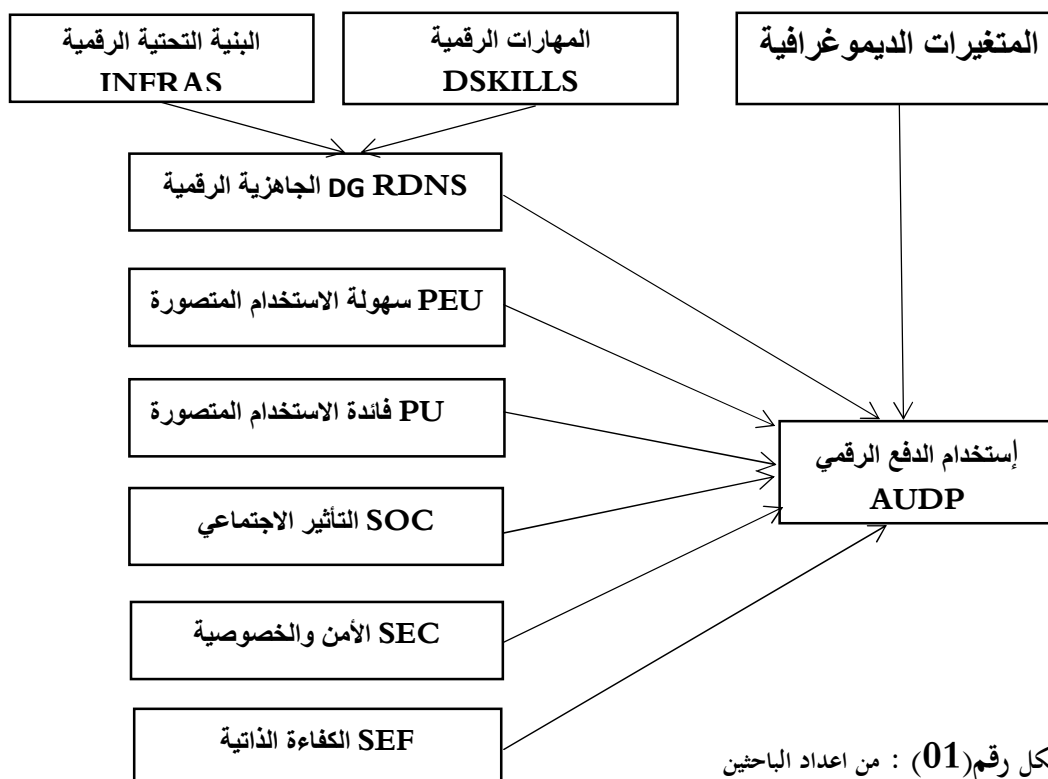 المتغيرات الديموغرافية
المهارات الرقمية
DSKILLS
البنية التحتية الرقمية
INFRAS
DG RDNS الجاهزية الرقمية
PEU سهولة الاستخدام المتصورة
PU فائدة الاستخدام المتصورة
إستخدام الدفع الرقمي
AUDP
SOC التأثير الاجتماعي
SEC الأمن والخصوصية
SEF الكفاءة الذاتية
كل رقم(01) : من اعداد الباحثين